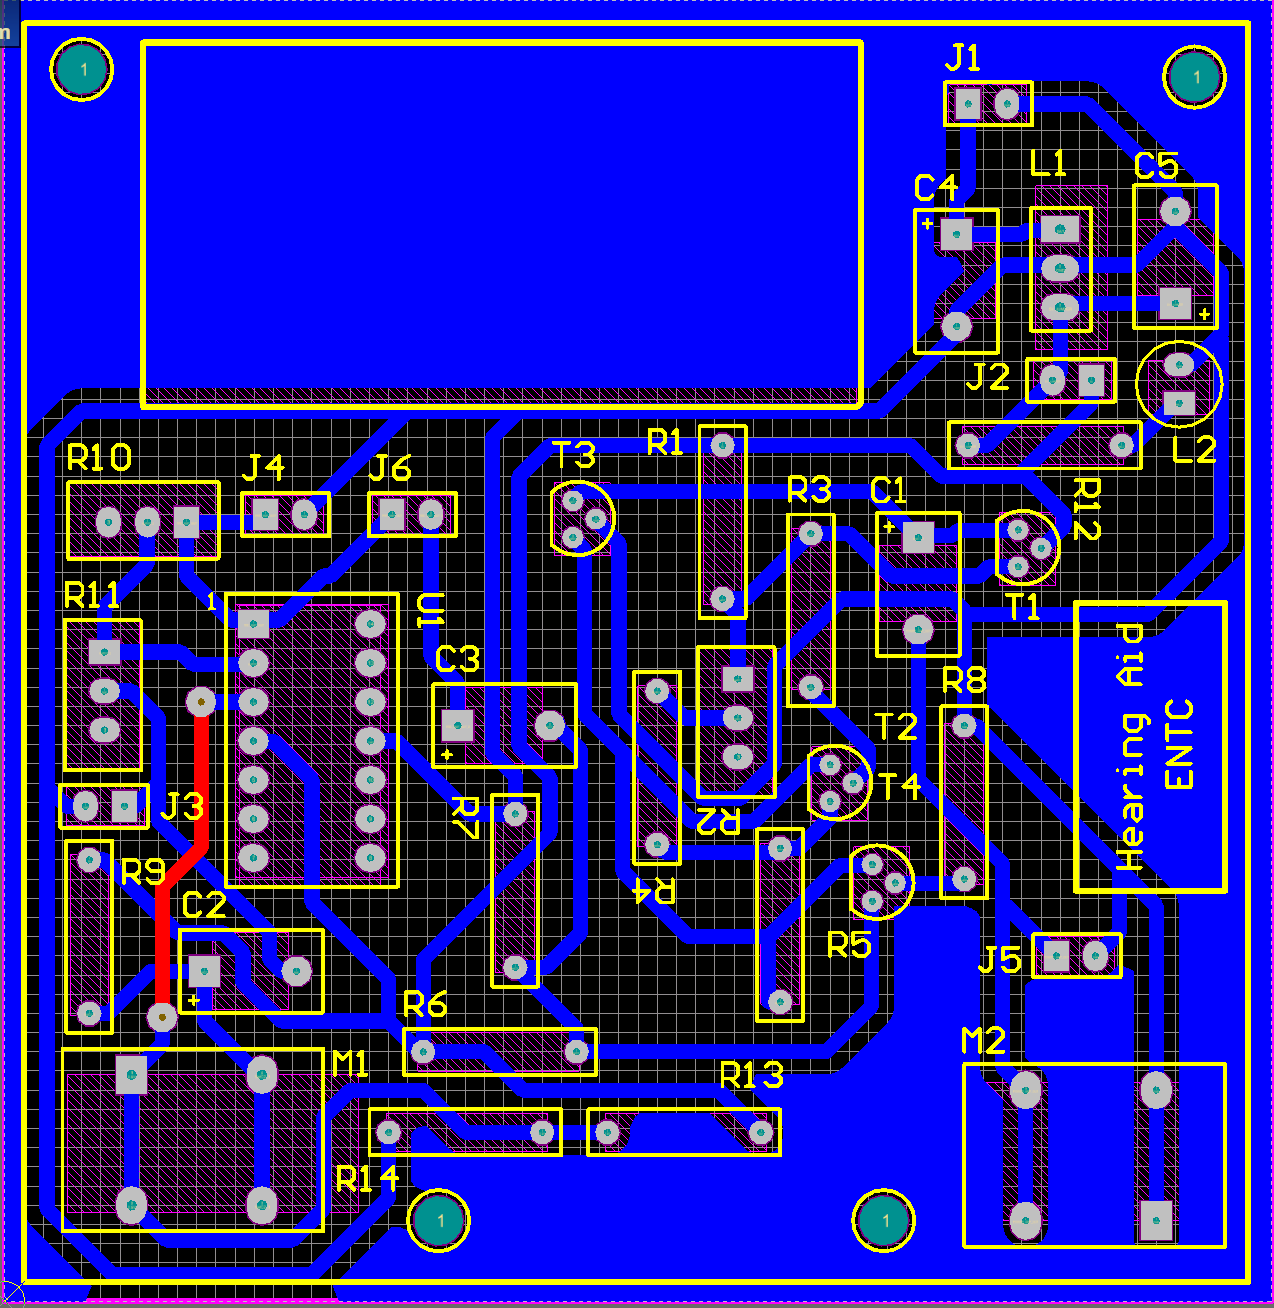 m
1
1
J1
L1
C5
C4
J2
L2
R10
J4
J6
T3
R1
R3
C1
R12
R11
1
U1
T1
C3
R8
Hearing Aid
ENTC
T2
J3
R7
R2
T4
R9
R4
C2
R5
J5
R6
M1
M2
R13
R14
1
1
+
+
+
+
+